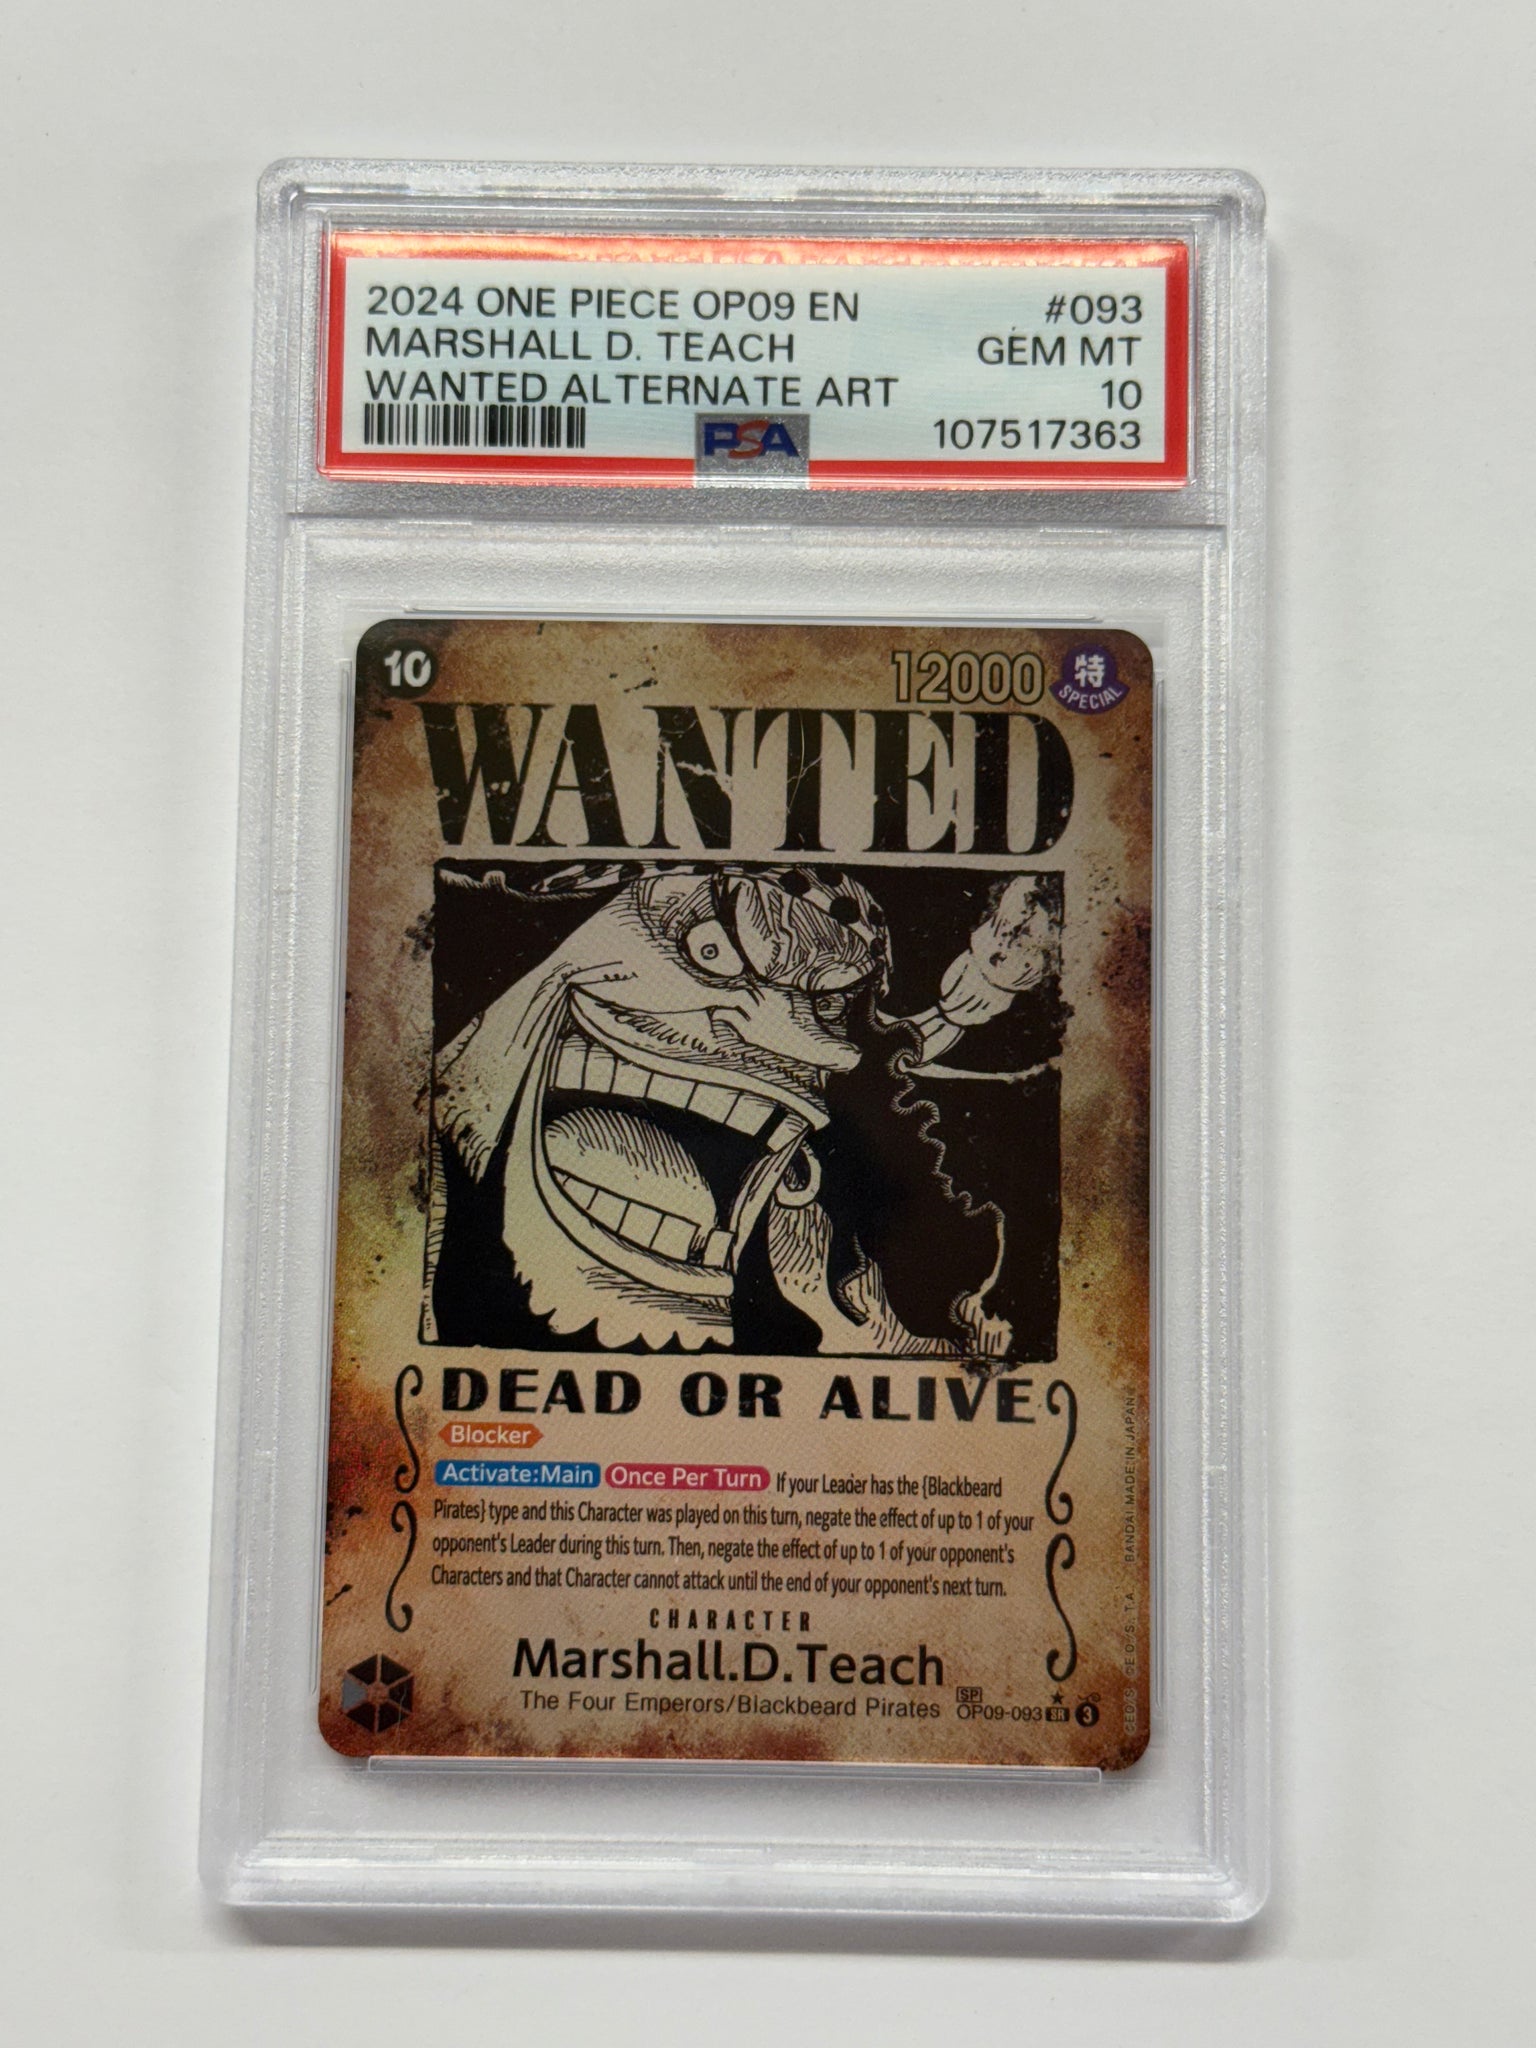 2024 ONE PIECE OP09 EN #093
MARSHALL D. TEACH GEM MT
WANTED ALTERNATE ART 10
PSA 107517363
10 12000 特
SPECIAL
WANTED
DEAD OR ALIVE
Blocker
Activate:Main Once Per Turn If your Leader has the {Blackbeard
Pirates} type and this Character was played on this turn, negate the effect of up to 1 of your
opponent's Leader during this turn. Then, negate the effect of up to 1 of your opponent's
Characters and that Character cannot attack until the end of your opponent's next turn.
CHARACTER
Marshall.D.Teach
The Four Emperors/Blackbeard Pirates SP
OP09-093 SR 3
©E.O/S. ©E.O./S.,T.A. BANDAI MADE IN JAPAN